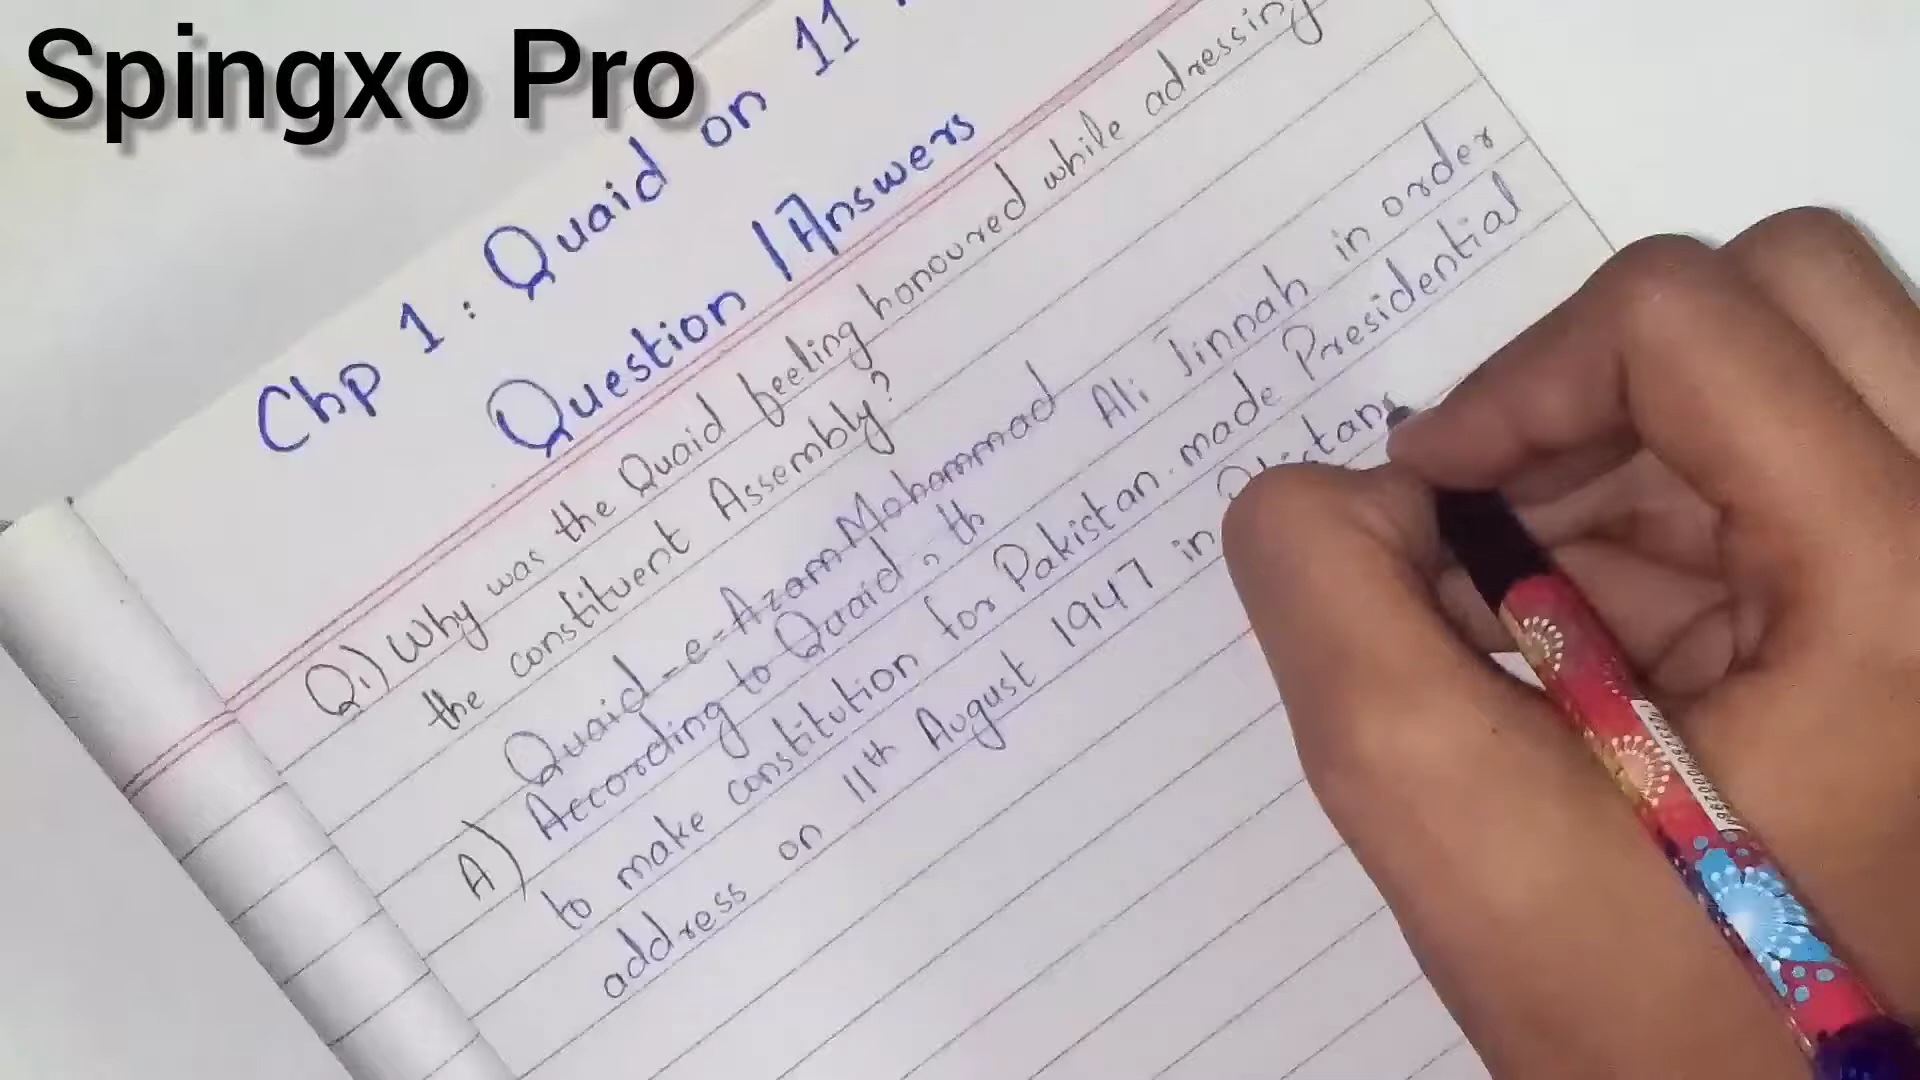 Spingxo Pro
Chp 1: Quaid on 11
Question /Answers
Q1) Why was the Quaid feeling honoured while adressing
the constituent Assembly?
Quaid-e-Azam Mohammad Ali Jinnah in order
A) According to Quaid, th
to make constitution for Pakistan. made Presidential
address on 11th August 1947 in